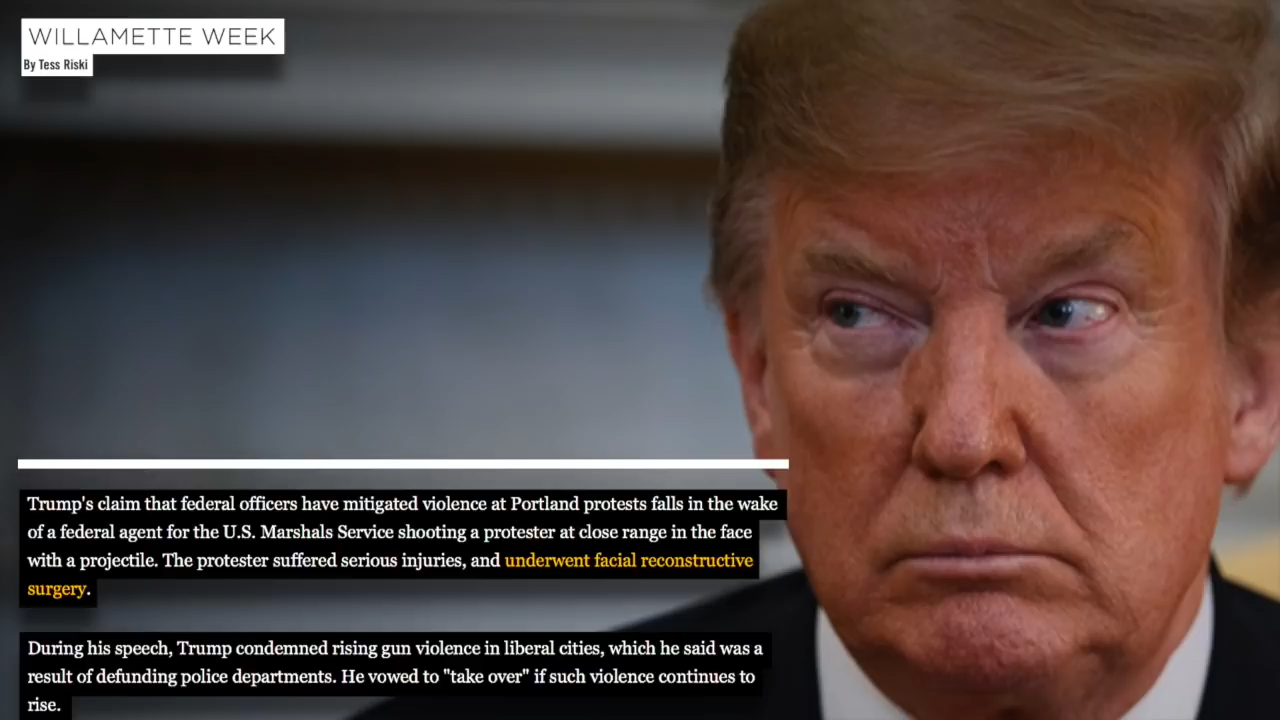 WILLAMETTE WEEK
By Tess Riski
Trump's claim that federal officers have mitigated violence at Portland protests falls in the wake
of a federal agent for the U.S. Marshals Service shooting a protester at close range in the face
with a projectile. The protester suffered serious injuries, and underwent facial reconstructive
surgery.
During his speech, Trump condemned rising gun violence in liberal cities, which he said was a
result of defunding police departments. He vowed to "take over" if such violence continues to
rise.